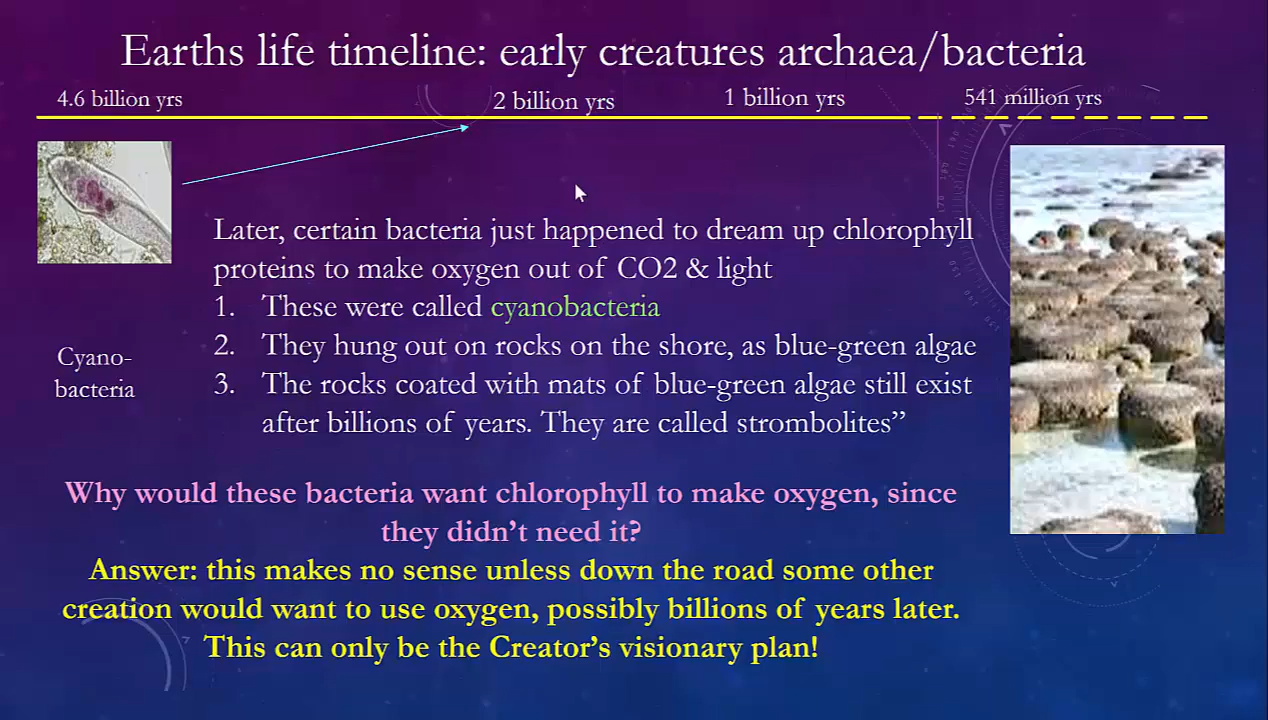 Earths life timeline: early creatures archaea/bacteria
4.6 billion yrs
2 billion yrs
1 billion yrs
541 million yrs
Later, certain bacteria just happened to dream up chlorophyll
proteins to make oxygen out of CO2 & light
1. These were called cyanobacteria
2. They hung out on rocks on the shore, as blue-green algae
3. The rocks coated with mats of blue-green algae still exist
after billions of years. They are called strombolites”
Cyano-
bacteria
Why would these bacteria want chlorophyll to make oxygen, since
they didn’t need it?
Answer: this makes no sense unless down the road some other
creation would want to use oxygen, possibly billions of years later.
This can only be the Creator’s visionary plan!